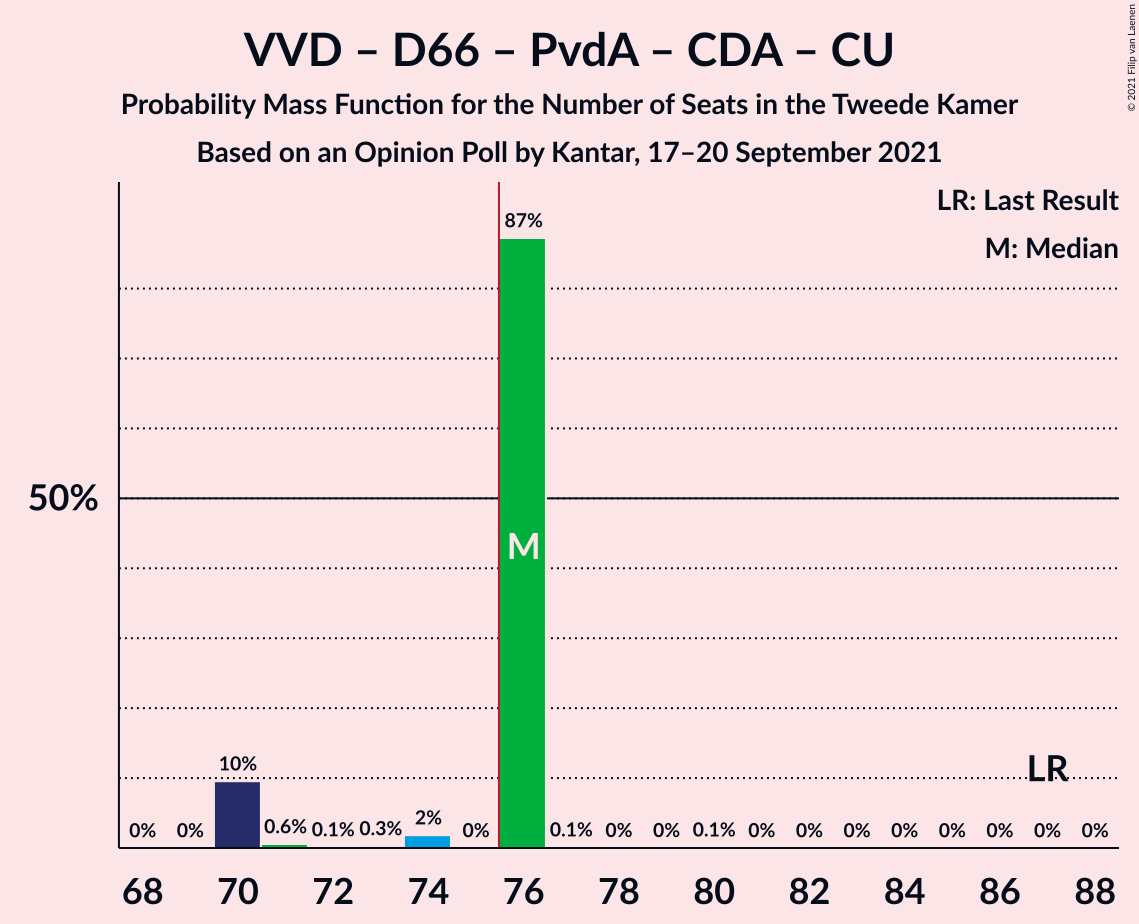 VVD – D66 – PvdA – CDA – CU
Probability Mass Function for the Number of Seats in the Tweede Kamer
Based on an Opinion Poll by Kantar, 17–20 September 2021
© 2021 Filip van Laenen
LR: Last Result
M: Median
87%
50%
M
10%
LR
0% 0% 0.6% 0.1% 0.3% 2% 0% 0.1% 0% 0% 0.1% 0% 0% 0% 0% 0% 0% 0% 0%
68 70 72 74 76 78 80 82 84 86 88